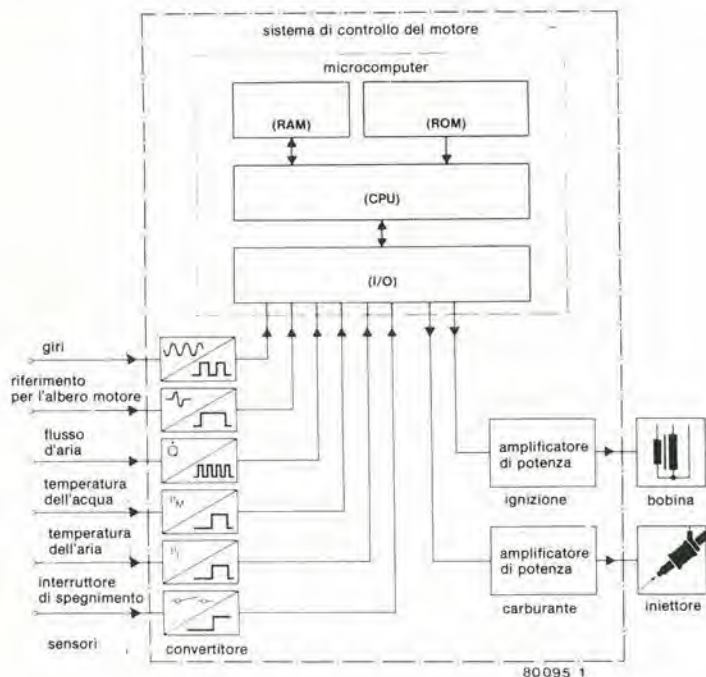 sistema di controllo del motore
microcomputer
(RAM)
(ROM)
(CPU)
(I/O)
giri
riferimento
per l'albero motore
flusso
d'aria
Q̇
temperatura
dell'acqua
temperatura
dell'aria
interruttore
di spegnimento
sensori
convertitore
amplificatore
di potenza
ignizione
bobina
amplificatore
di potenza
carburante
iniettore
80095 1